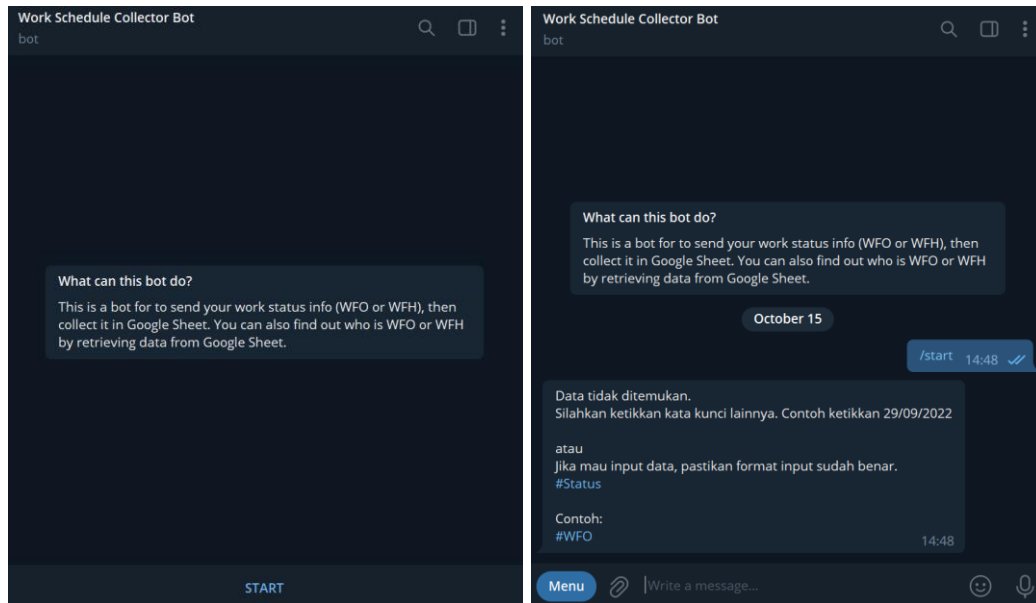 Work Schedule Collector Bot
bot
What can this bot do?
This is a bot for to send your work status info (WFO or WFH), then
collect it in Google Sheet. You can also find out who is WFO or WFH
by retrieving data from Google Sheet.
START
Work Schedule Collector Bot
bot
What can this bot do?
This is a bot for to send your work status info (WFO or WFH), then
collect it in Google Sheet. You can also find out who is WFO or WFH
by retrieving data from Google Sheet.
October 15
/start 14:48
Data tidak ditemukan.
Silahkan ketikkan kata kunci lainnya. Contoh ketikkan 29/09/2022
atau
Jika mau input data, pastikan format input sudah benar.
#Status
Contoh:
#WFO
14:48
Menu Write a message...